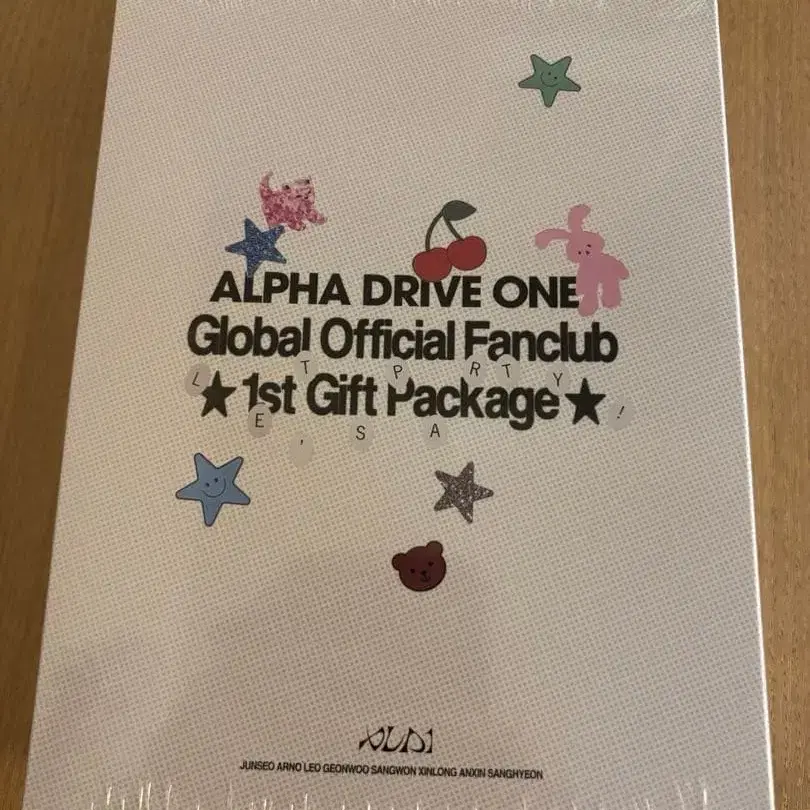 ALPHA DRIVE ONE
Global Official Fanclub
LET'SPARTY!
★1st Gift Package★
ALD1
JUNSEO ARNO LEO GEONWOO SANGWON XINLONG ANXIN SANGHYEON